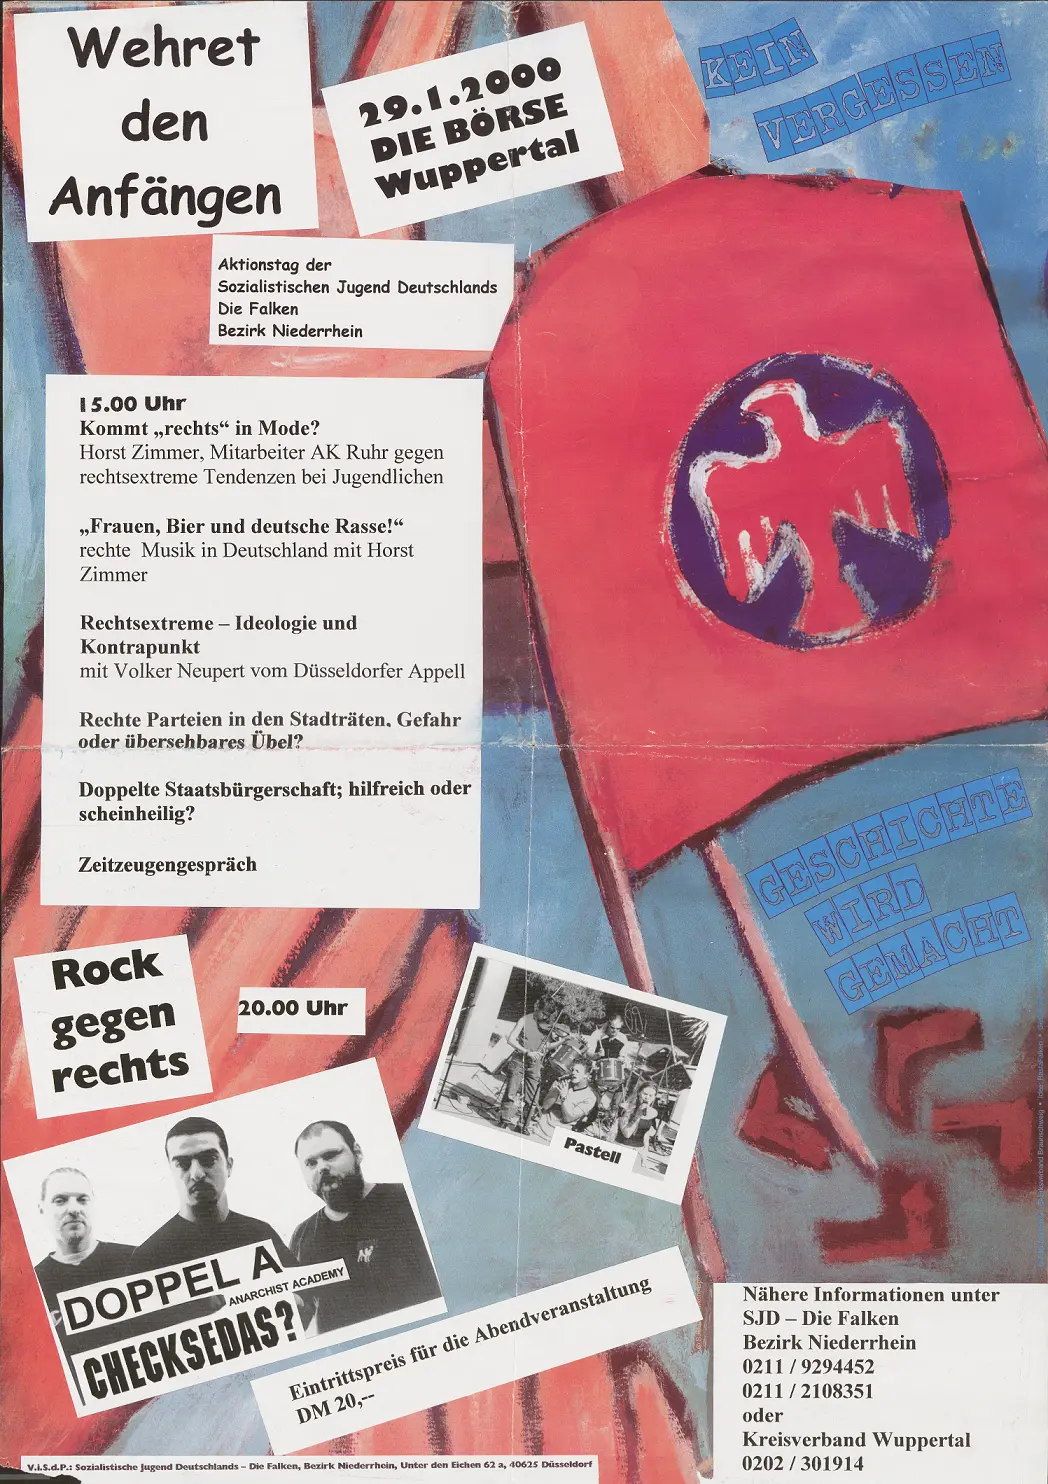 Wehret
den
Anfängen
29.1.2000
DIE BÖRSE
Wuppertal
KEIN
VERGESSEN
Aktionstag der
Sozialistischen Jugend Deutschlands
Die Falken
Bezirk Niederrhein
15.00 Uhr
Kommt „rechts“ in Mode?
Horst Zimmer, Mitarbeiter AK Ruhr gegen
rechtsextreme Tendenzen bei Jugendlichen
„Frauen, Bier und deutsche Rasse!“
rechte Musik in Deutschland mit Horst
Zimmer
Rechtsextreme – Ideologie und
Kontrapunkt
mit Volker Neupert vom Düsseldorfer Appell
Rechte Parteien in den Stadträten. Gefahr
oder übersehbares Übel?
Doppelte Staatsbürgerschaft; hilfreich oder
scheinheilig?
Zeitzeugengespräch
GESCHICHTE
WIRD
GEMACHT
Rock
gegen
rechts
20.00 Uhr
Pastell
DOPPEL A
ANARCHIST ACADEMY
CHECKSEDAS?
Eintrittspreis für die Abendveranstaltung
DM 20,--
Nähere Informationen unter
SJD – Die Falken
Bezirk Niederrhein
0211 / 9294452
0211 / 2108351
oder
Kreisverband Wuppertal
0202 / 301914
V.i.S.d.P.: Sozialistische Jugend Deutschlands – Die Falken, Bezirk Niederrhein, Unter den Eichen 62 a, 40625 Düsseldorf